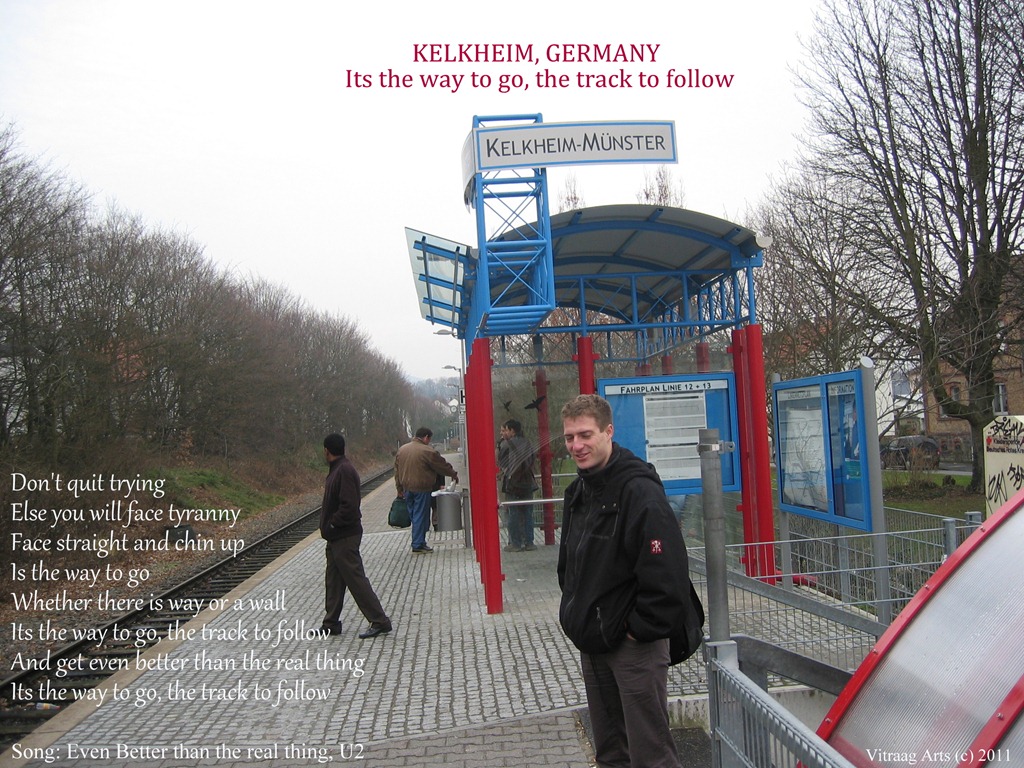 KELKHEIM, GERMANY
Its the way to go, the track to follow
KELKHEIM-MÜNSTER
FAHRPLAN LINIE 12 + 13
Don't quit trying
Else you will face tyranny
Face straight and chin up
Is the way to go
Whether there is way or a wall
Its the way to go, the track to follow
And get even better than the real thing
Its the way to go, the track to follow
Song: Even Better than the real thing, U2
Vitraag Arts (c) 2011